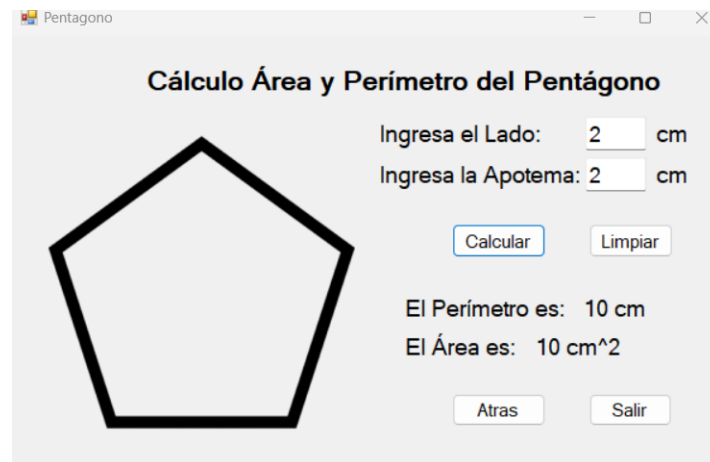 Pentagono
Cálculo Área y Perímetro del Pentágono
Ingresa el Lado: 2 cm
Ingresa la Apotema: 2 cm
Calcular Limpiar
El Perímetro es: 10 cm
El Área es: 10 cm^2
Atras Salir